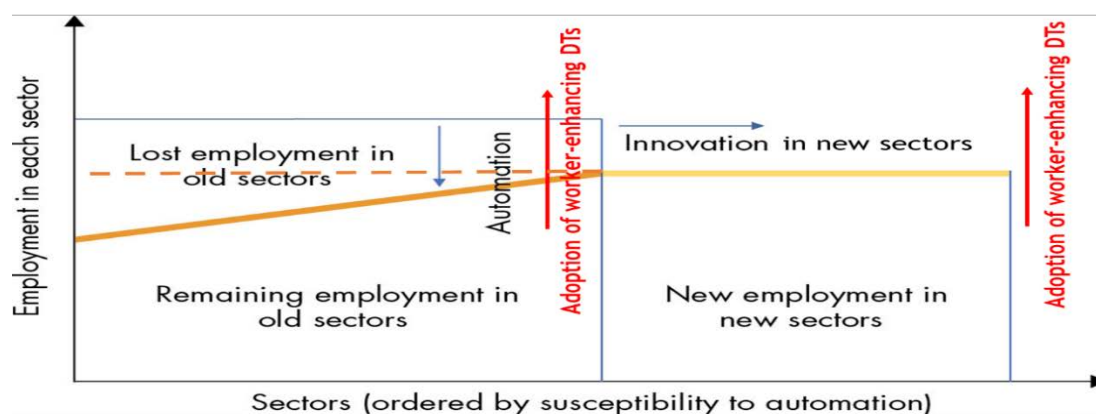 Employment in each sector
Lost employment in
old sectors
Automation
Adoption of worker-enhancing DTs
Innovation in new sectors
Adoption of worker-enhancing DTs
Remaining employment in
old sectors
New employment in
new sectors
Sectors (ordered by susceptibility to automation)